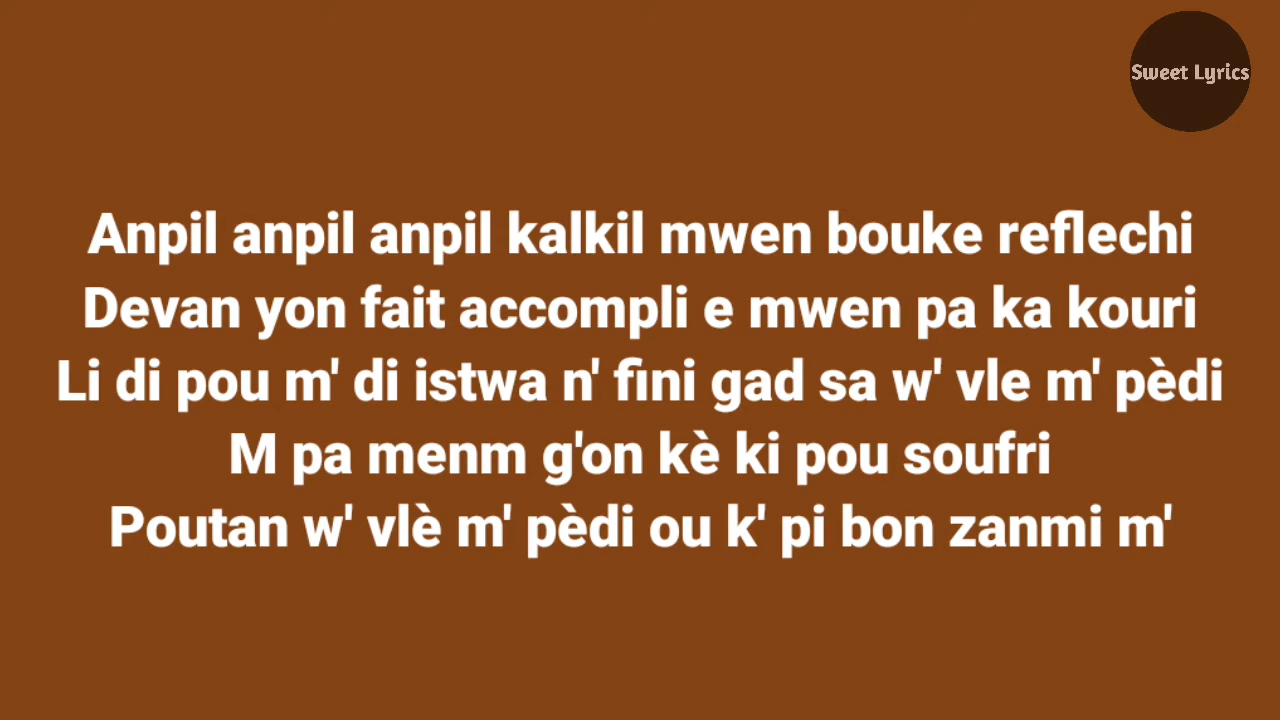 Sweet Lyrics
Anpil anpil anpil kalkil mwen bouke reflechi
Devan yon fait accompli e mwen pa ka kouri
Li di pou m' di istwa n' fini gad sa w' vle m' pèdi
M pa menm g'on kè ki pou soufri
Poutan w' vlè m' pèdi ou k' pi bon zanmi m'